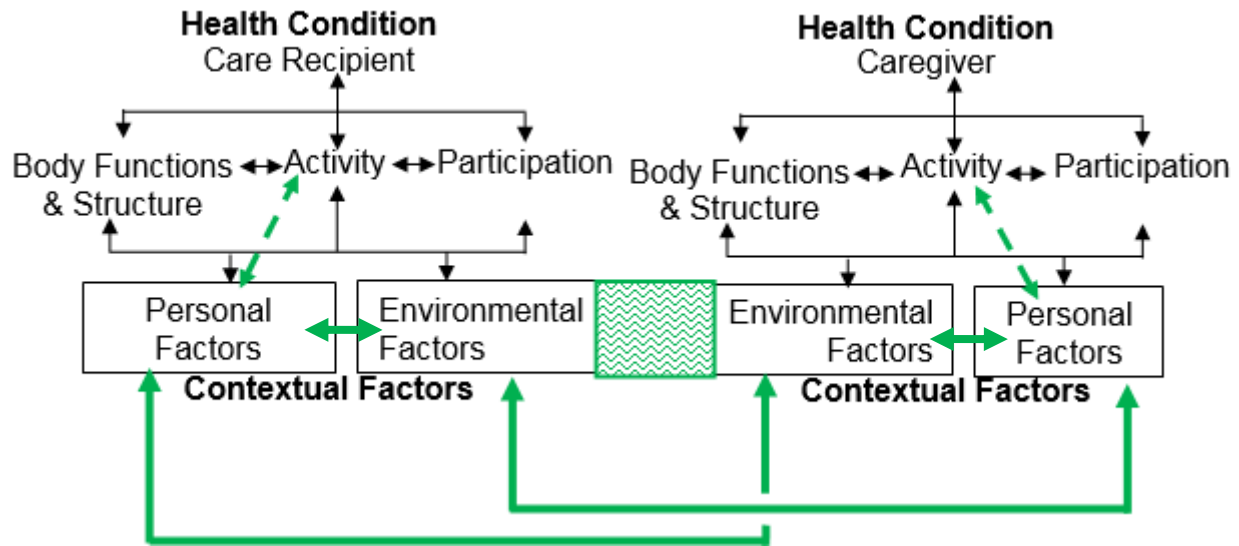 Health Condition
Care Recipient
Body Functions
& Structure
Activity
Participation
Personal
Factors
Environmental
Factors
Contextual Factors
Health Condition
Caregiver
Body Functions
& Structure
Activity
Participation
Environmental
Factors
Personal
Factors
Contextual Factors